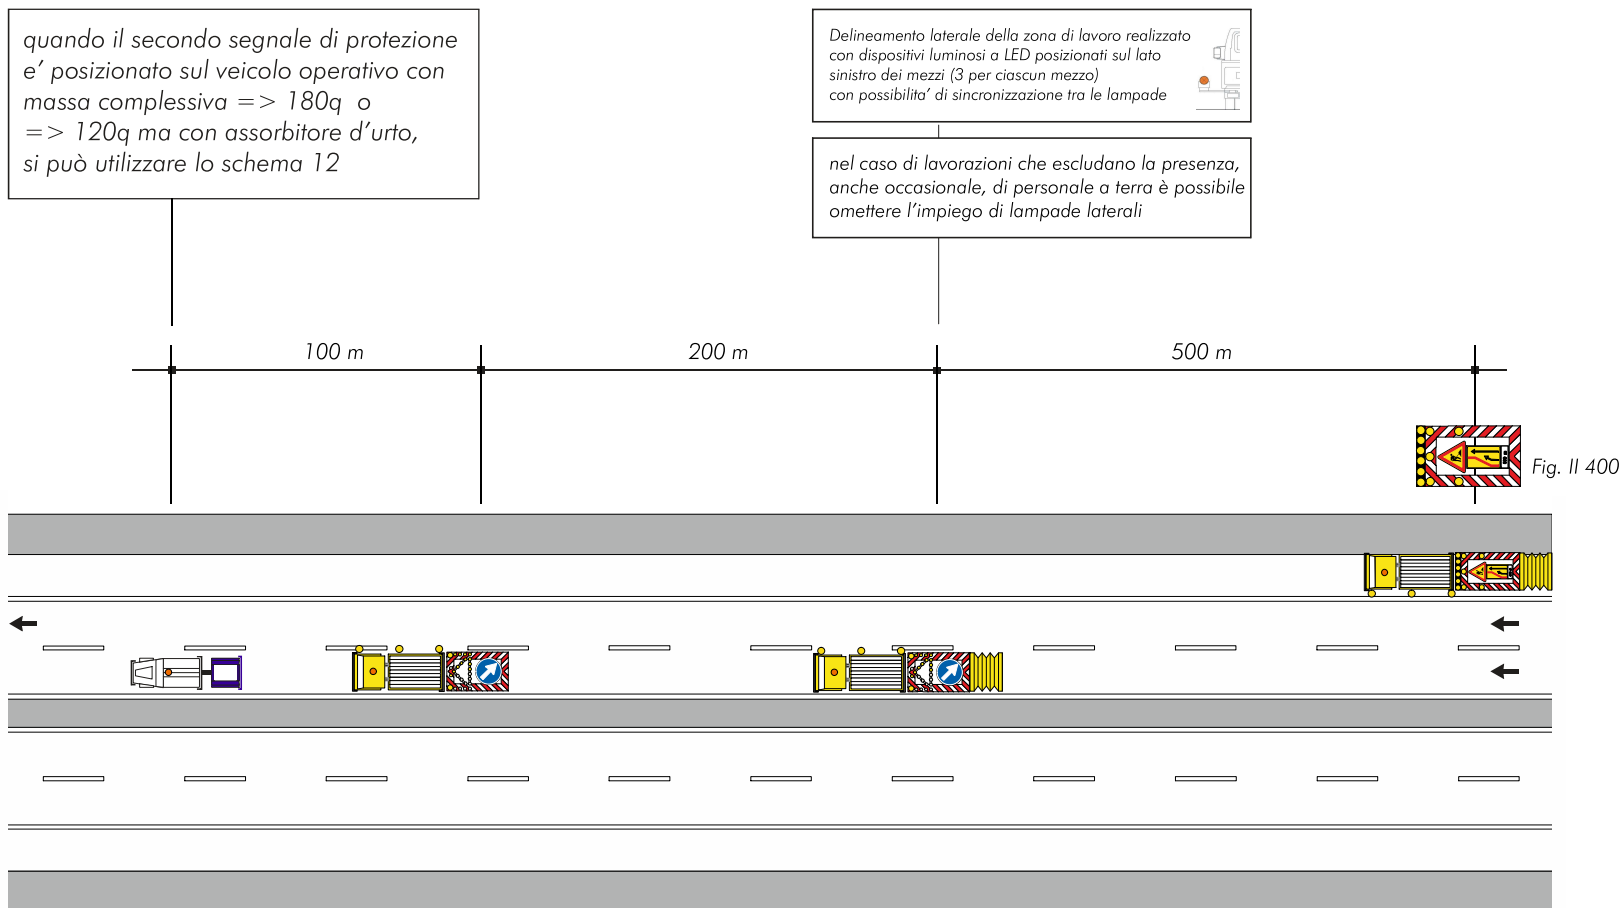 quando il secondo segnale di protezione
e' posizionato sul veicolo operativo con
massa complessiva => 180q o
=> 120q ma con assorbitore d'urto,
si può utilizzare lo schema 12
Delineamento laterale della zona di lavoro realizzato
con dispositivi luminosi a LED posizionati sul lato
sinistro dei mezzi (3 per ciascun mezzo)
con possibilita' di sincronizzazione tra le lampade
nel caso di lavorazioni che escludano la presenza,
anche occasionale, di personale a terra è possibile
omettere l'impiego di lampade laterali
100 m
200 m
500 m
Fig. II 400